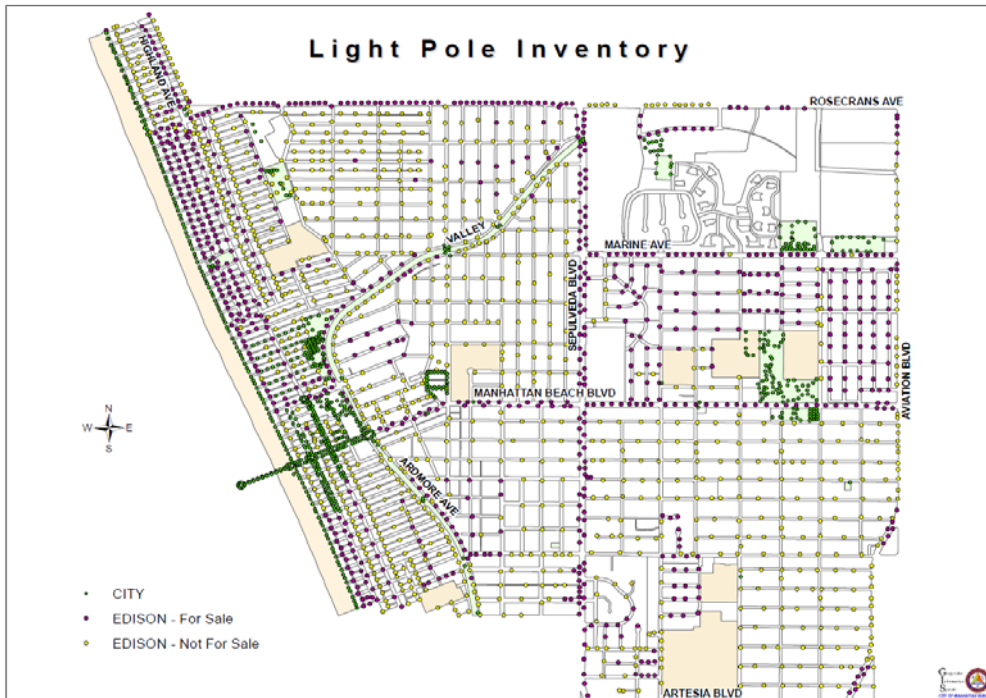 Light Pole Inventory
HIGHLAND AVE
ROSECRANS AVE
VALLEY
MARINE AVE
SEPULVEDA BLVD
AVIATION BLVD
MANHATTAN BEACH BLVD
N
W E
S
ARDMORE AVE
CITY
EDISON - For Sale
EDISON - Not For Sale
ARTESIA BLVD